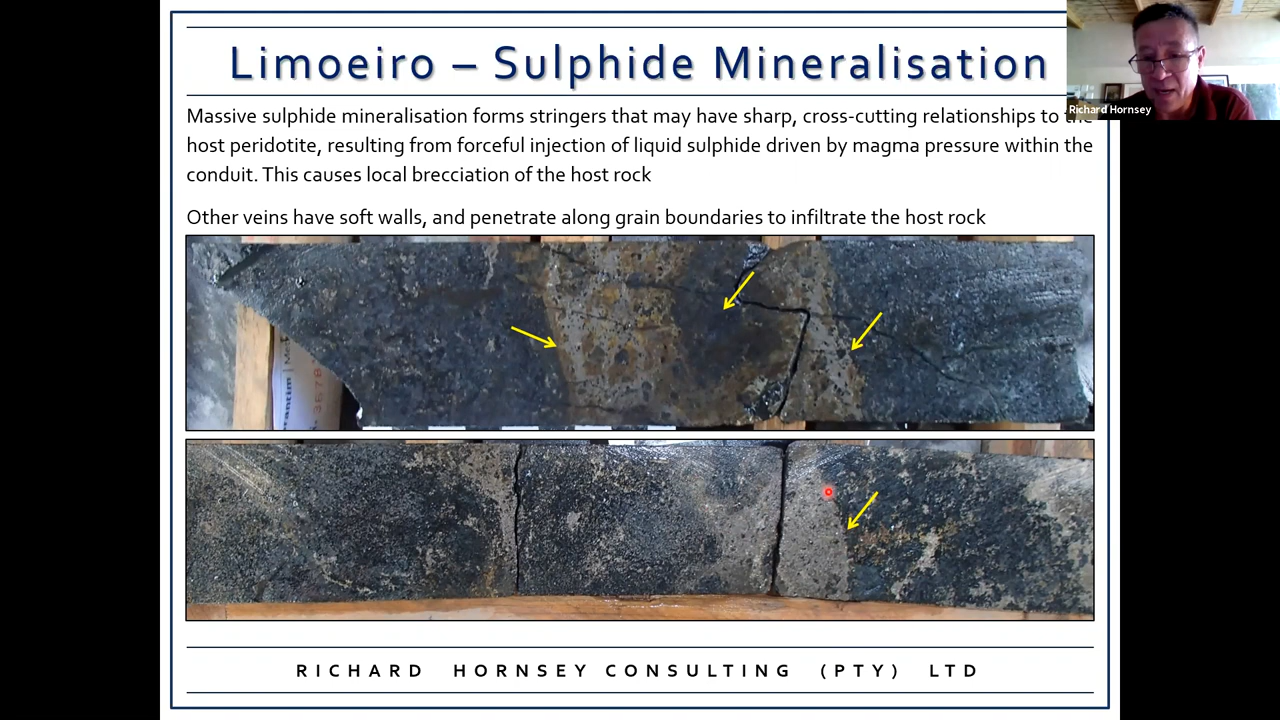 Limoeiro – Sulphide Mineralisation
Richard Hornsey
Massive sulphide mineralisation forms stringers that may have sharp, cross-cutting relationships to the
host peridotite, resulting from forceful injection of liquid sulphide driven by magma pressure within the
conduit. This causes local brecciation of the host rock
Other veins have soft walls, and penetrate along grain boundaries to infiltrate the host rock
RICHARD HORNSEY CONSULTING (PTY) LTD